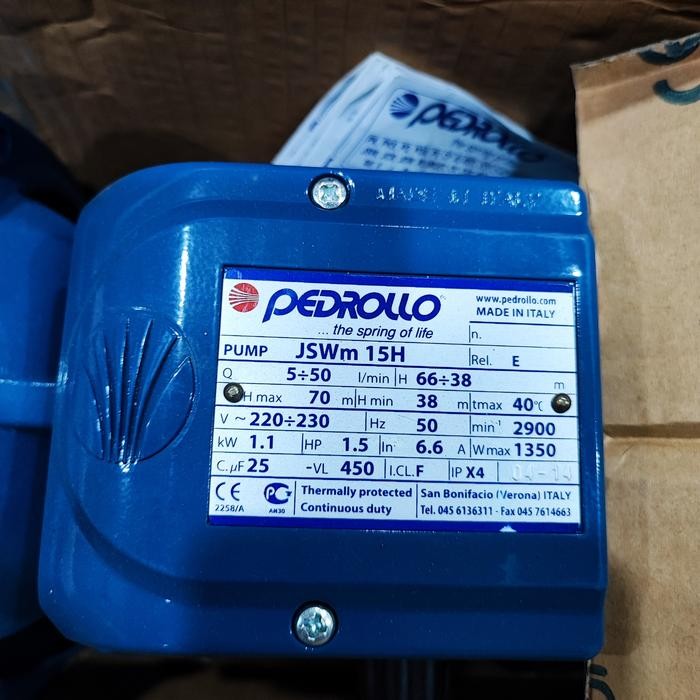 PEDROLLO
MADE IN ITALY
PEDROLLO
... the spring of life
www.pedrollo.com
MADE IN ITALY
n.
PUMP JSWm 15H
Rel. E
Q 5÷50 l/min H 66÷38 m
H max 70 m H min 38 m tmax 40°C
V ~ 220÷230 Hz 50 min⁻¹ 2900
kW 1.1 HP 1.5 In 6.6 A W max 1350
C. µF 25 -VL 450 I.CL. F IP X4 04-14
CE
2258/A
PG
AR30
Thermally protected
Continuous duty
San Bonifacio (Verona) ITALY
Tel. 045 6136311 - Fax 045 7614663